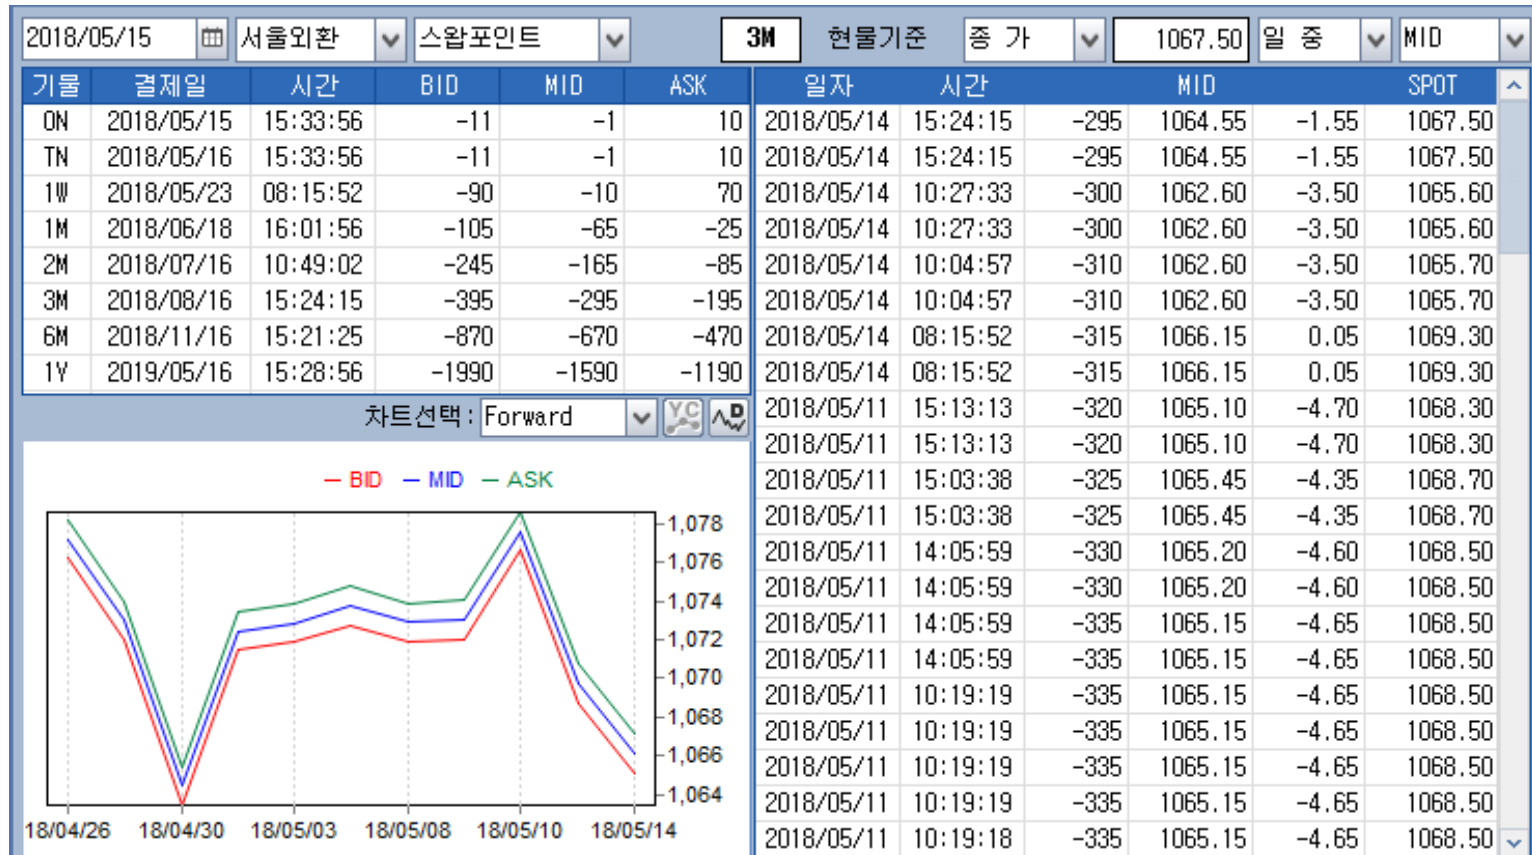 2018/05/15 서울외환 스왑포인트 3M 현물기준 종 가 1067.50 일 중 MID
기물 결제일 시간 BID MID ASK
ON 2018/05/15 15:33:56 -11 -1 10
TN 2018/05/16 15:33:56 -11 -1 10
1W 2018/05/23 08:15:52 -90 -10 70
1M 2018/06/18 16:01:56 -105 -65 -25
2M 2018/07/16 10:49:02 -245 -165 -85
3M 2018/08/16 15:24:15 -395 -295 -195
6M 2018/11/16 15:21:25 -870 -670 -470
1Y 2019/05/16 15:28:56 -1990 -1590 -1190
차트선택: Forward YC D
BID MID ASK
1,078
1,076
1,074
1,072
1,070
1,068
1,066
1,064
18/04/26 18/04/30 18/05/03 18/05/08 18/05/10 18/05/14
일자 시간 MID SPOT
2018/05/14 15:24:15 -295 1064.55 -1.55 1067.50
2018/05/14 15:24:15 -295 1064.55 -1.55 1067.50
2018/05/14 10:27:33 -300 1062.60 -3.50 1065.60
2018/05/14 10:27:33 -300 1062.60 -3.50 1065.60
2018/05/14 10:04:57 -310 1062.60 -3.50 1065.70
2018/05/14 10:04:57 -310 1062.60 -3.50 1065.70
2018/05/14 08:15:52 -315 1066.15 0.05 1069.30
2018/05/14 08:15:52 -315 1066.15 0.05 1069.30
2018/05/11 15:13:13 -320 1065.10 -4.70 1068.30
2018/05/11 15:13:13 -320 1065.10 -4.70 1068.30
2018/05/11 15:03:38 -325 1065.45 -4.35 1068.70
2018/05/11 15:03:38 -325 1065.45 -4.35 1068.70
2018/05/11 14:05:59 -330 1065.20 -4.60 1068.50
2018/05/11 14:05:59 -330 1065.20 -4.60 1068.50
2018/05/11 14:05:59 -335 1065.15 -4.65 1068.50
2018/05/11 14:05:59 -335 1065.15 -4.65 1068.50
2018/05/11 10:19:19 -335 1065.15 -4.65 1068.50
2018/05/11 10:19:19 -335 1065.15 -4.65 1068.50
2018/05/11 10:19:19 -335 1065.15 -4.65 1068.50
2018/05/11 10:19:19 -335 1065.15 -4.65 1068.50
2018/05/11 10:19:18 -335 1065.15 -4.65 1068.50